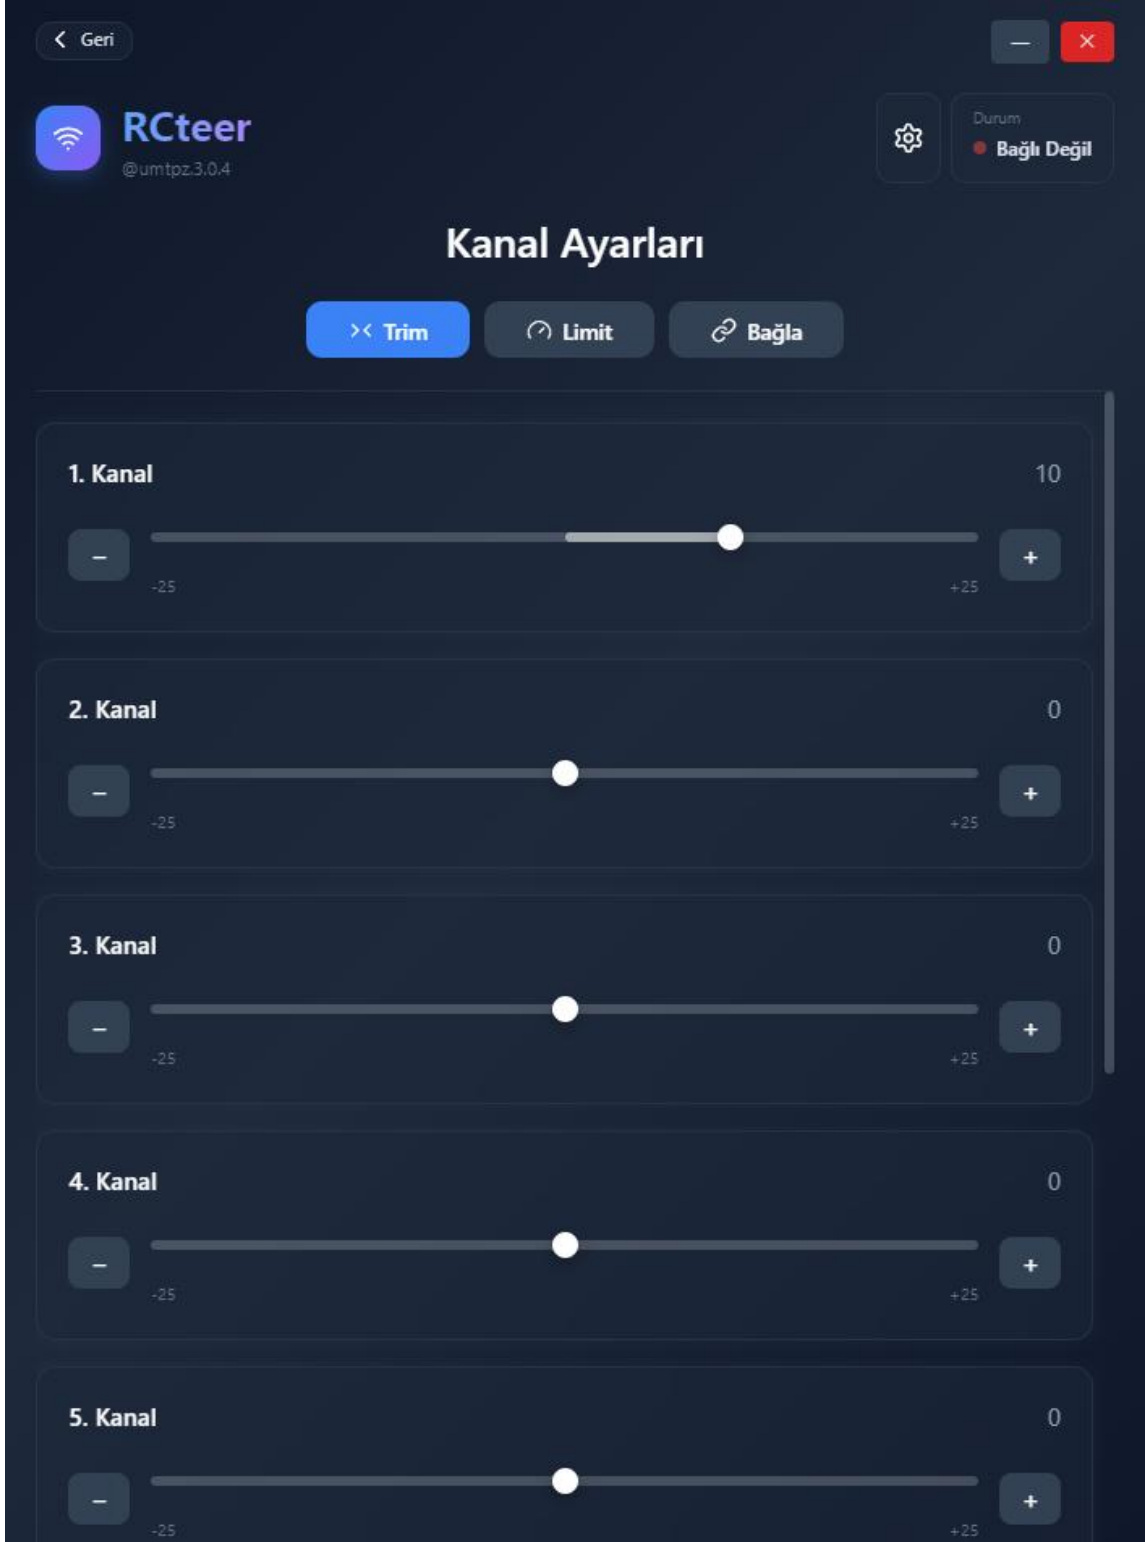 Geri
RCteer
@umtpz.3.0.4
Durum
Bağlı Değil
Kanal Ayarları
Trim
Limit
Bağla
1. Kanal
10
−
+
-25
+25
2. Kanal
0
−
+
-25
+25
3. Kanal
0
−
+
-25
+25
4. Kanal
0
−
+
-25
+25
5. Kanal
0
−
+
-25
+25